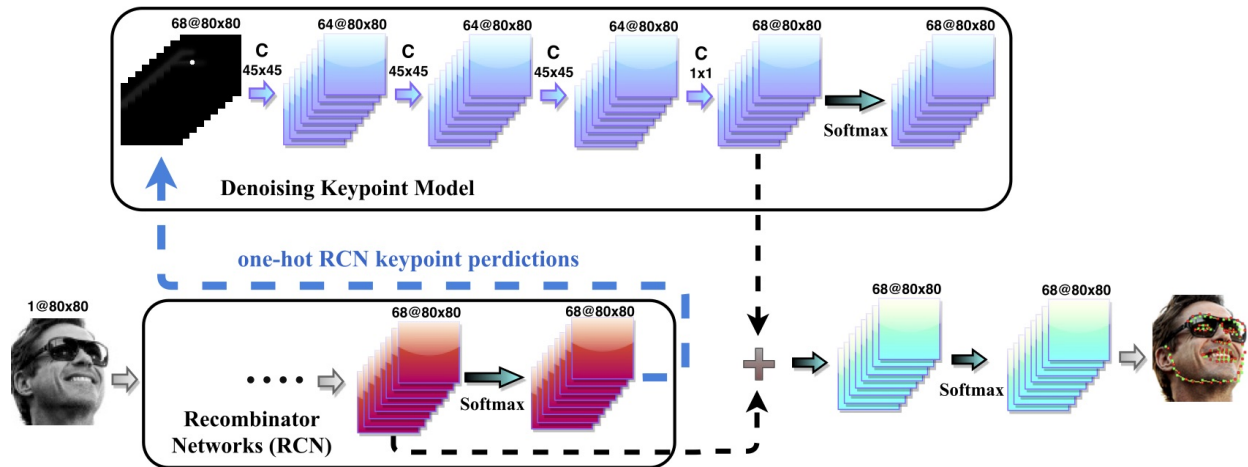 68@80x80
64@80x80
64@80x80
64@80x80
68@80x80
68@80x80
C
45x45
C
45x45
C
45x45
C
1x1
Softmax
Denoising Keypoint Model
one-hot RCN keypoint perdictions
1@80x80
68@80x80
68@80x80
Softmax
Recombinator
Networks (RCN)
68@80x80
68@80x80
Softmax